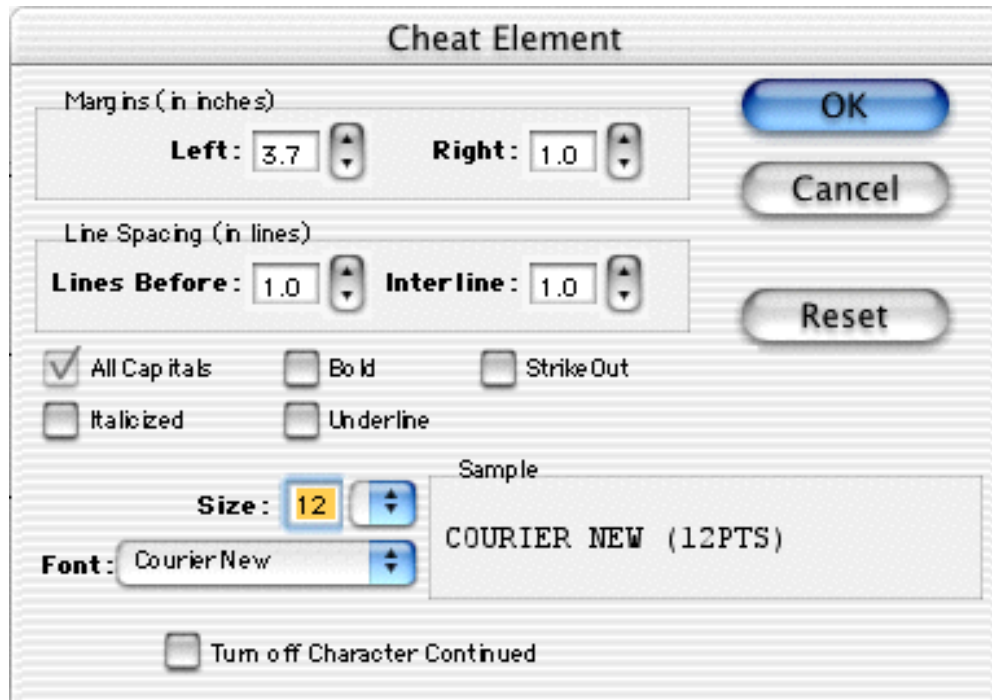 Cheat Element
Margins (in inches)
Left: 3.7 Right: 1.0
OK
Cancel
Line Spacing (in lines)
Lines Before: 1.0 Interline: 1.0
Reset
All Capitals Bold StrikeOut
Italicized Underline
Size: 12
Sample
COURIER NEW (12PTS)
Font: Courier New
Turn off Character Continued